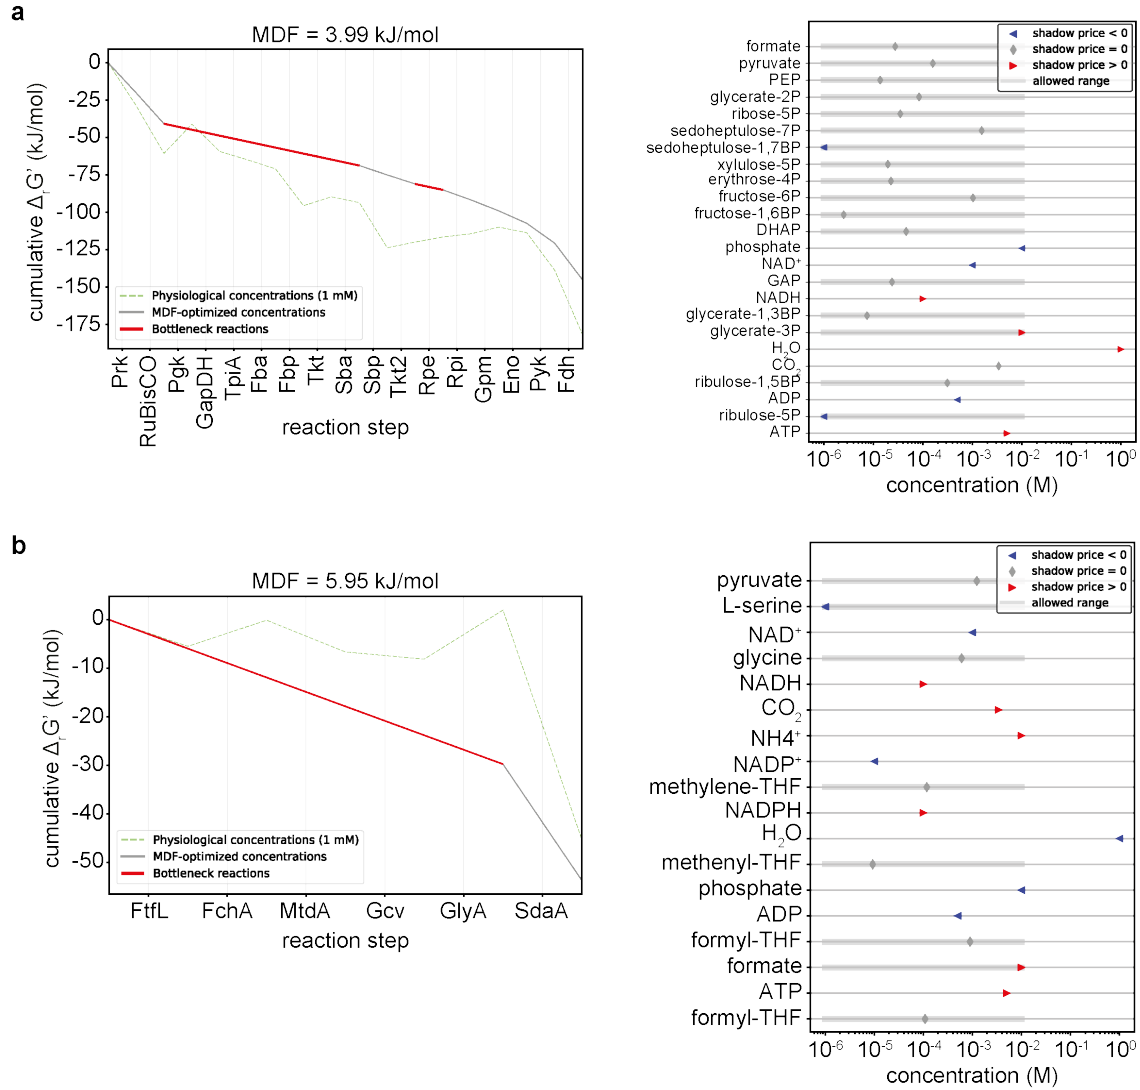 a
MDF = 3.99 kJ/mol
cumulative ΔrG' (kJ/mol)
0
-25
-50
-75
-100
-125
-150
-175
Physiological concentrations (1 mM)
MDF-optimized concentrations
Bottleneck reactions
Prk
RuBisCO
Pgk
GapDH
TpiA
Fba
Fbp
Tkt
Sba
Sbp
Tkt2
Rpe
Rpi
Gpm
Eno
Pyk
Fdh
reaction step
shadow price < 0
shadow price = 0
shadow price > 0
allowed range
formate
pyruvate
PEP
glycerate-2P
ribose-5P
sedoheptulose-7P
sedoheptulose-1,7BP
xylulose-5P
erythrose-4P
fructose-6P
fructose-1,6BP
DHAP
phosphate
NAD⁺
GAP
NADH
glycerate-1,3BP
glycerate-3P
H₂O
CO₂
ribulose-1,5BP
ADP
ribulose-5P
ATP
10⁻⁶ 10⁻⁵ 10⁻⁴ 10⁻³ 10⁻² 10⁻¹ 10⁰
concentration (M)
b
MDF = 5.95 kJ/mol
cumulative ΔrG' (kJ/mol)
0
-10
-20
-30
-40
-50
Physiological concentrations (1 mM)
MDF-optimized concentrations
Bottleneck reactions
FtfL FchA MtdA Gcv GlyA SdaA
reaction step
shadow price < 0
shadow price = 0
shadow price > 0
allowed range
pyruvate
L-serine
NAD⁺
glycine
NADH
CO₂
NH4⁺
NADP⁺
methylene-THF
NADPH
H₂O
methenyl-THF
phosphate
ADP
formyl-THF
formate
ATP
formyl-THF
10⁻⁶ 10⁻⁵ 10⁻⁴ 10⁻³ 10⁻² 10⁻¹ 10⁰
concentration (M)